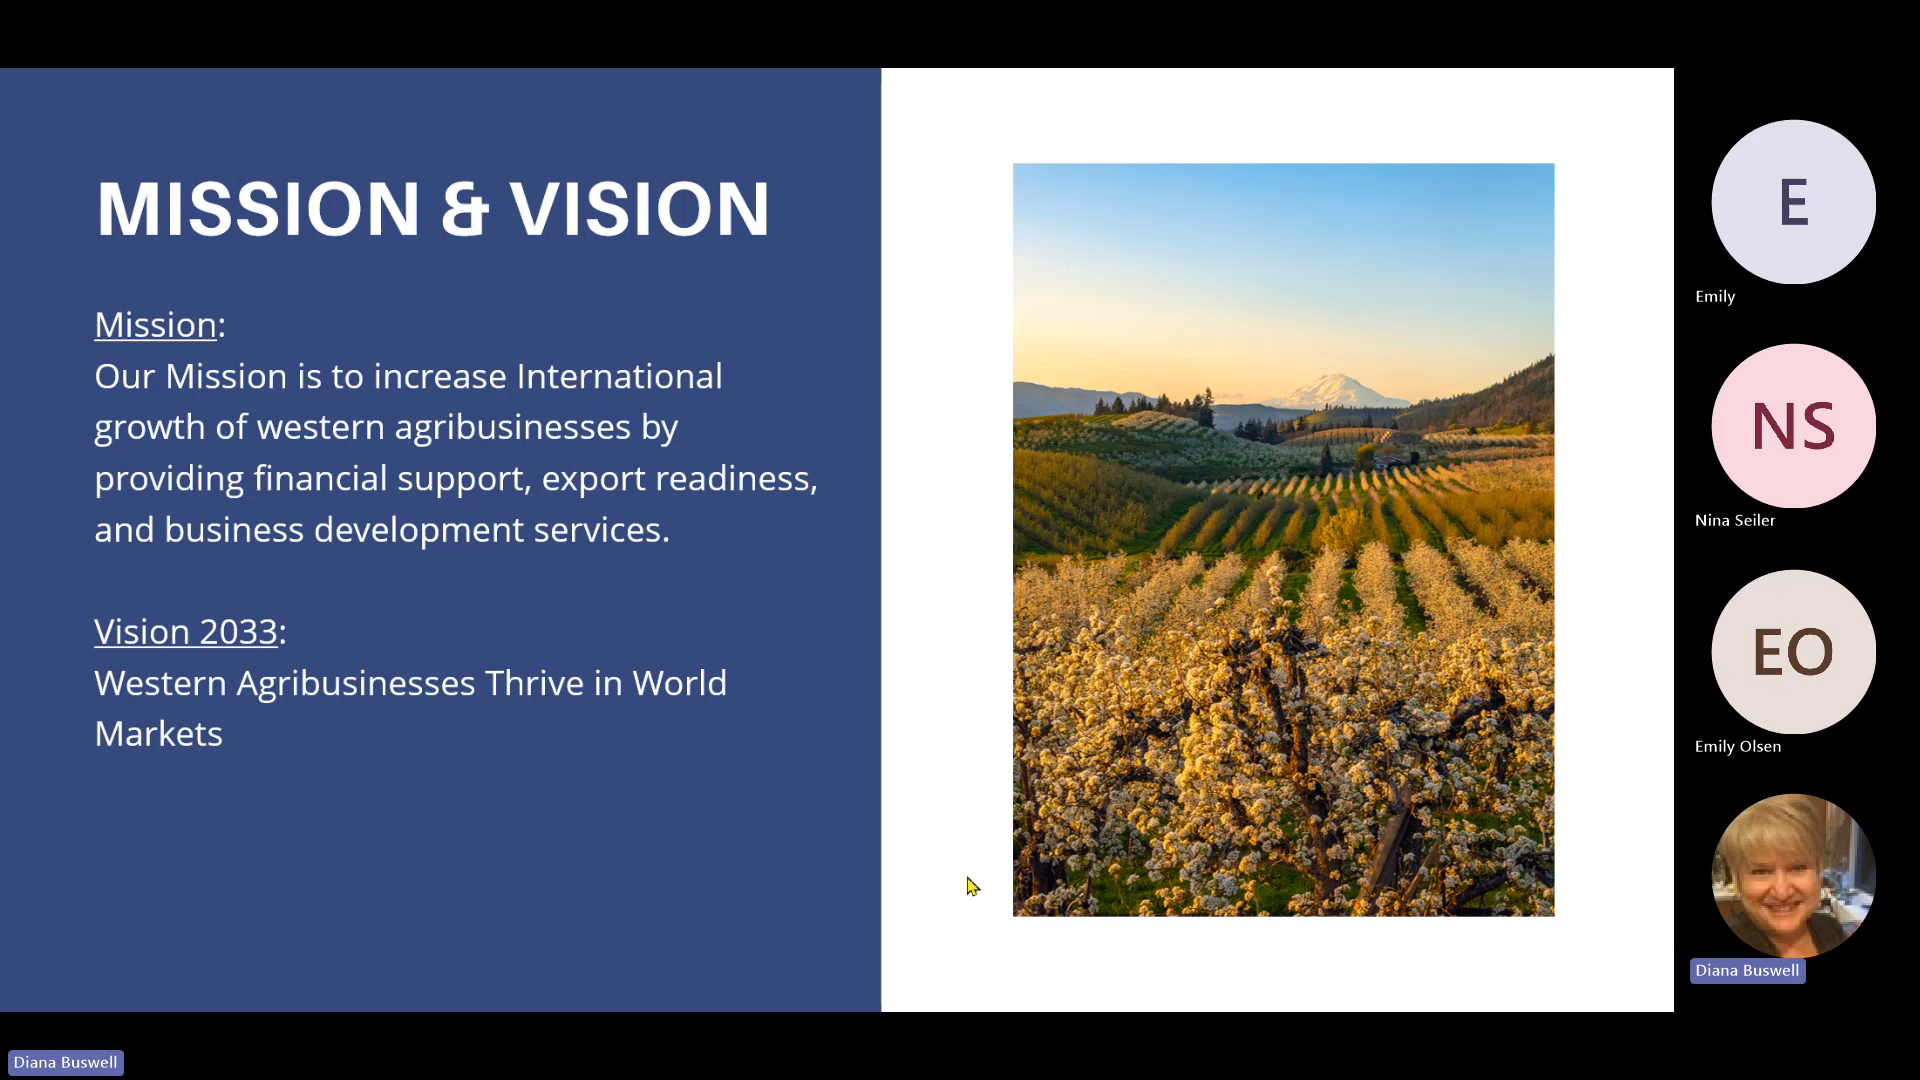 MISSION & VISION
Mission:
Our Mission is to increase International
growth of western agribusinesses by
providing financial support, export readiness,
and business development services.
Vision 2033:
Western Agribusinesses Thrive in World
Markets
E
Emily
NS
Nina Seiler
EO
Emily Olsen
Diana Buswell
Diana Buswell